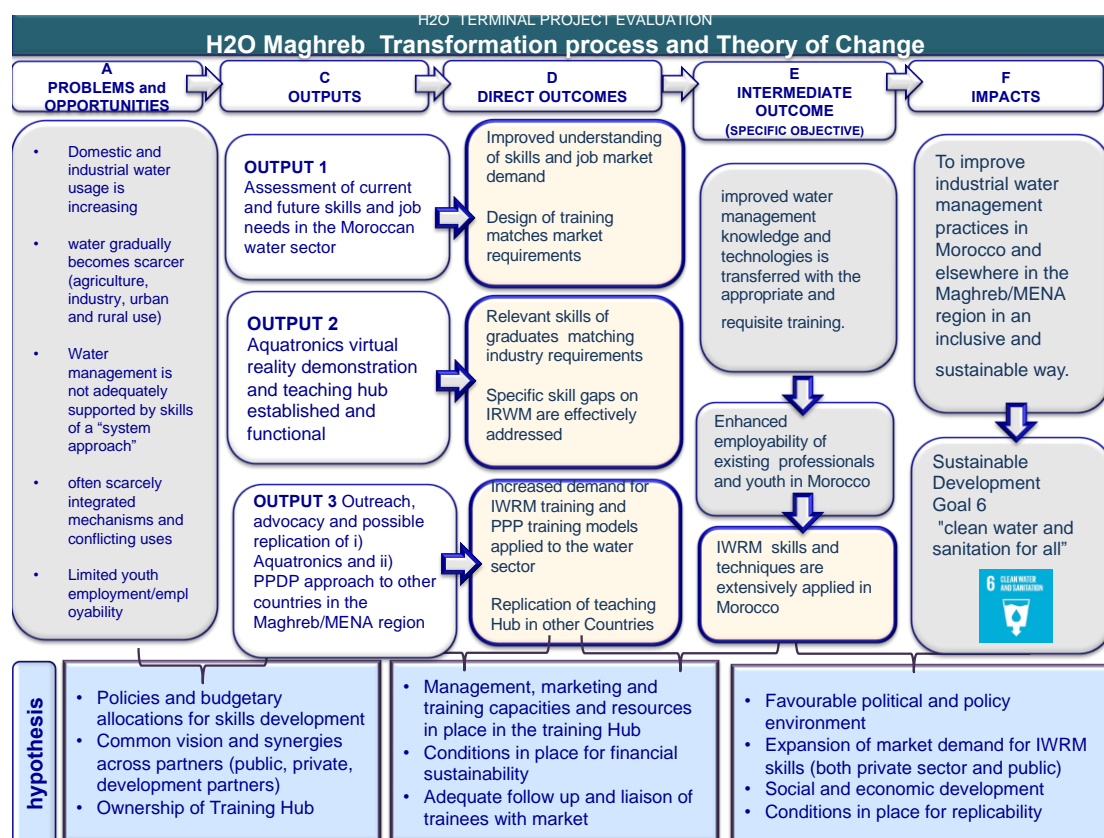 H2O TERMINAL PROJECT EVALUATION
H2O Maghreb Transformation process and Theory of Change
A
PROBLEMS and
OPPORTUNITIES
C
OUTPUTS
D
DIRECT OUTCOMES
E
INTERMEDIATE
OUTCOME
(SPECIFIC OBJECTIVE)
F
IMPACTS
• Domestic and
industrial water
usage is
increasing
• water gradually
becomes scarcer
(agriculture,
industry, urban
and rural use)
• Water
management is
not adequately
supported by skills
of a “system
approach”
• often scarcely
integrated
mechanisms and
conflicting uses
• Limited youth
employment/empl
oyability
OUTPUT 1
Assessment of current
and future skills and job
needs in the Moroccan
water sector
OUTPUT 2
Aquatronics virtual
reality demonstration
and teaching hub
established and
functional
OUTPUT 3 Outreach,
advocacy and possible
replication of i)
Aquatronics and ii)
PPDP approach to other
countries in the
Maghreb/MENA region
Improved understanding
of skills and job market
demand
Design of training
matches market
requirements
Relevant skills of
graduates matching
industry requirements
Specific skill gaps on
IRWM are effectively
addressed
Increased demand for
IWRM training and
PPP training models
applied to the water
sector
Replication of teaching
Hub in other Countries
improved water
management
knowledge and
technologies is
transferred with the
appropriate and
requisite training.
Enhanced
employability of
existing professionals
and youth in Morocco
IWRM skills and
techniques are
extensively applied in
Morocco
To improve
industrial water
management
practices in
Morocco and
elsewhere in the
Maghreb/MENA
region in an
inclusive and
sustainable way.
Sustainable
Development
Goal 6
"clean water and
sanitation for all”
6 CLEAN WATER
AND SANITATION
hypothesis
• Policies and budgetary
allocations for skills development
• Common vision and synergies
across partners (public, private,
development partners)
• Ownership of Training Hub
• Management, marketing and
training capacities and resources
in place in the training Hub
• Conditions in place for financial
sustainability
• Adequate follow up and liaison of
trainees with market
• Favourable political and policy
environment
• Expansion of market demand for IWRM
skills (both private sector and public)
• Social and economic development
• Conditions in place for replicability